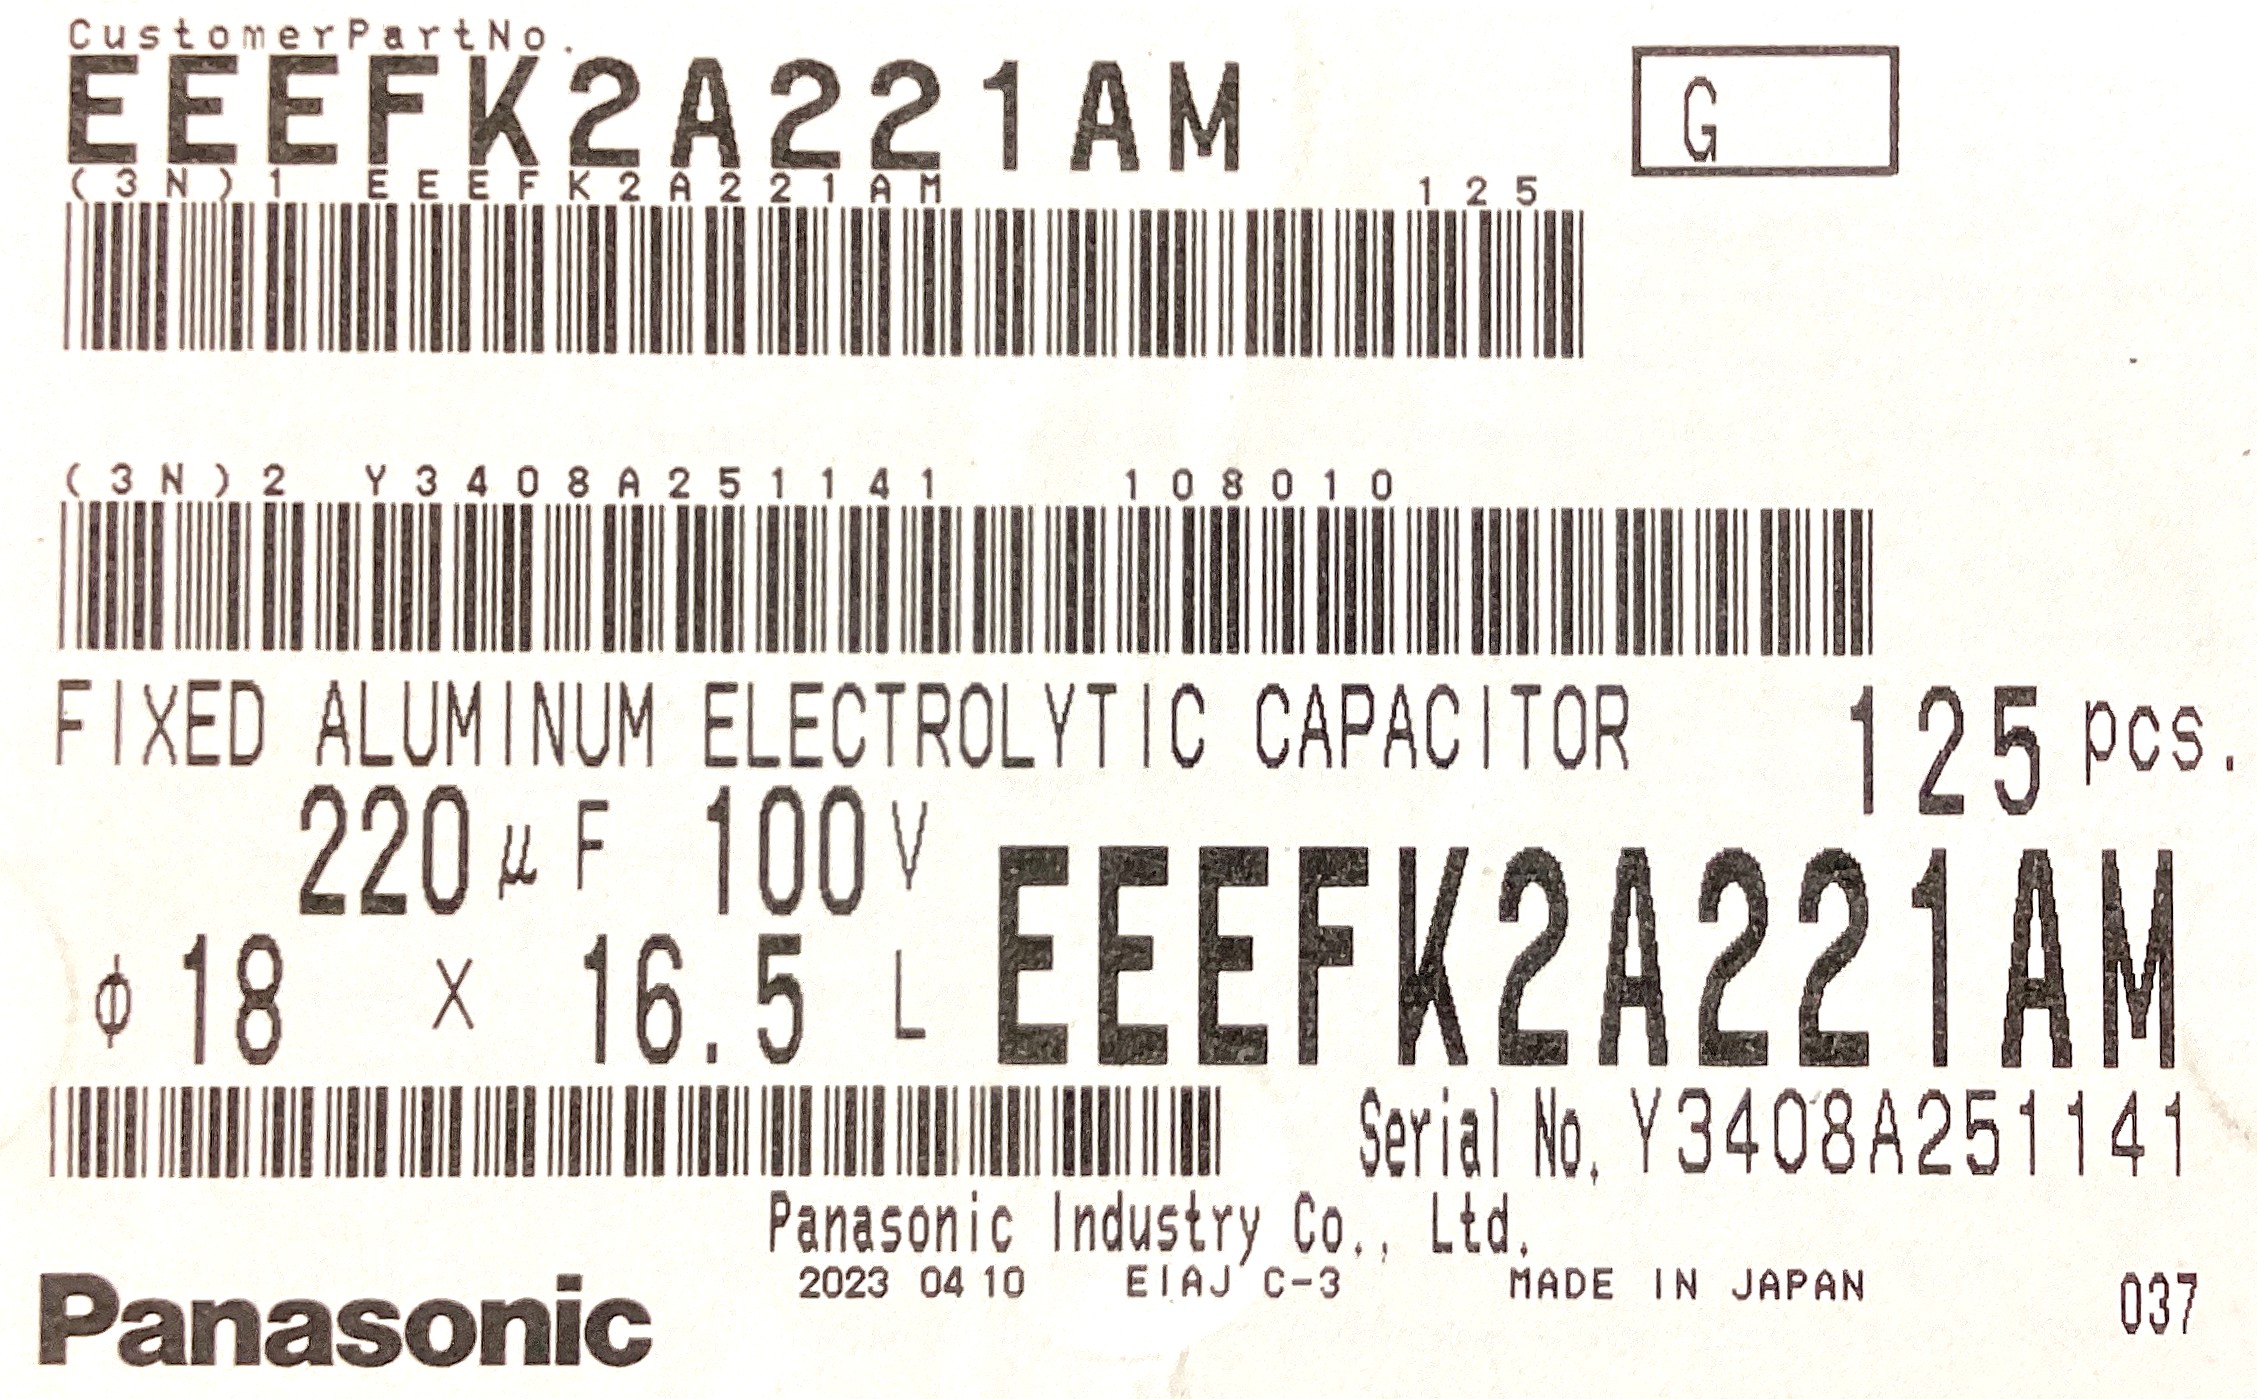 CustomerPartNo.
EEEFK2A221AM
G
(3N)1 EEEFK2A221AM 125
(3N)2 Y3408A251141 108010
FIXED ALUMINUM ELECTROLYTIC CAPACITOR 125 pcs.
220 μF 100V
EEEFK2A221AM
φ18 X 16.5 L
Serial No. Y3408A251141
Panasonic Industry Co., Ltd.
2023 04 10 EIAJ C-3 MADE IN JAPAN
Panasonic
037